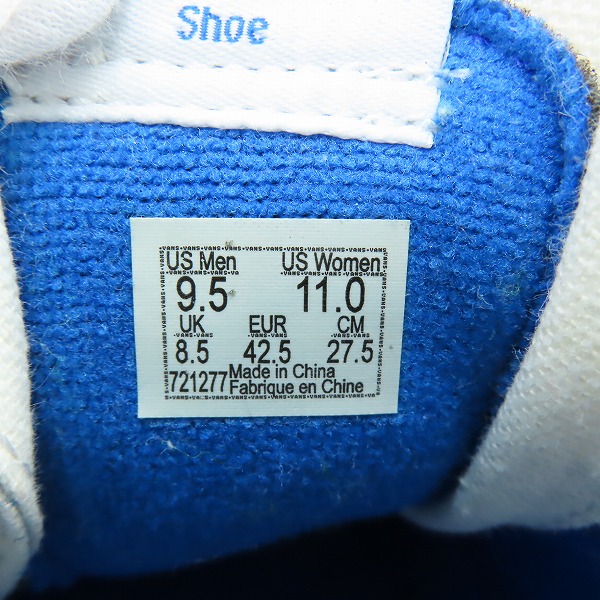 Shoe
US Men US Women
9.5 11.0
UK EUR CM
8.5 42.5 27.5
721277 Made in China
Fabrique en Chine